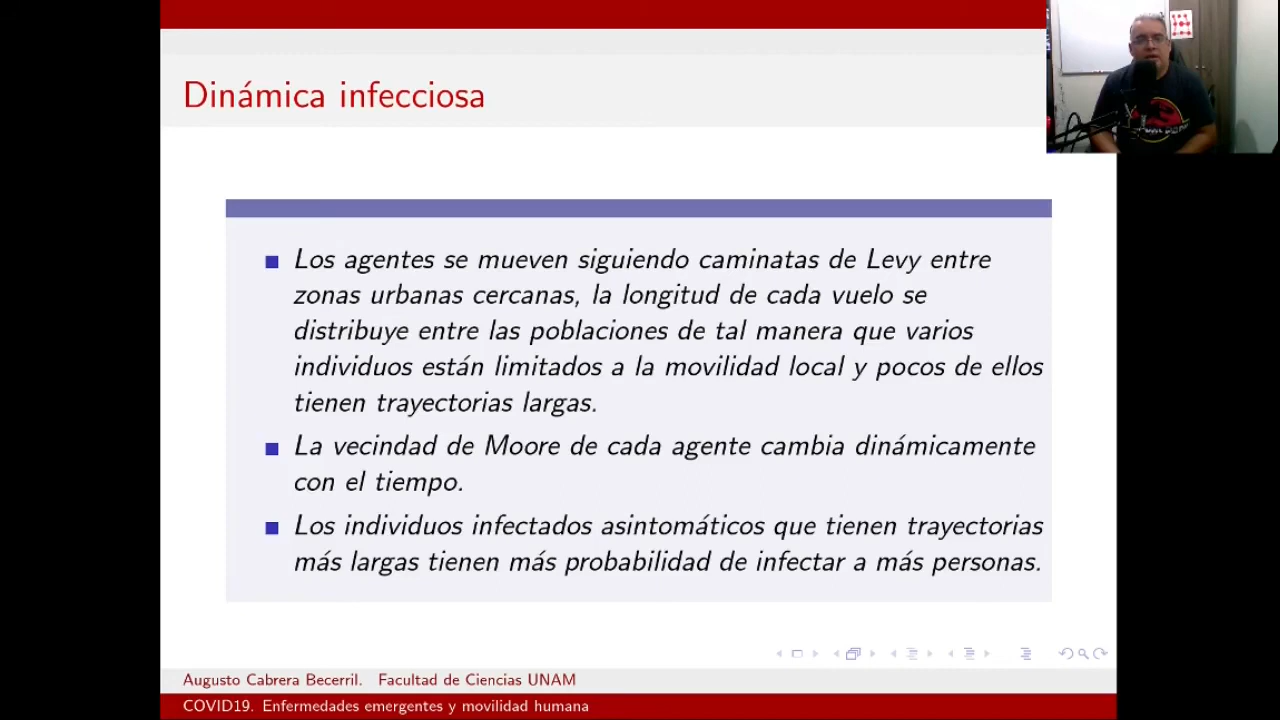 Dinámica infecciosa
Los agentes se mueven siguiendo caminatas de Levy entre
zonas urbanas cercanas, la longitud de cada vuelo se
distribuye entre las poblaciones de tal manera que varios
individuos están limitados a la movilidad local y pocos de ellos
tienen trayectorias largas.
La vecindad de Moore de cada agente cambia dinámicamente
con el tiempo.
Los individuos infectados asintomáticos que tienen trayectorias
más largas tienen más probabilidad de infectar a más personas.
Augusto Cabrera Becerril. Facultad de Ciencias UNAM
COVID19. Enfermedades emergentes y movilidad humana